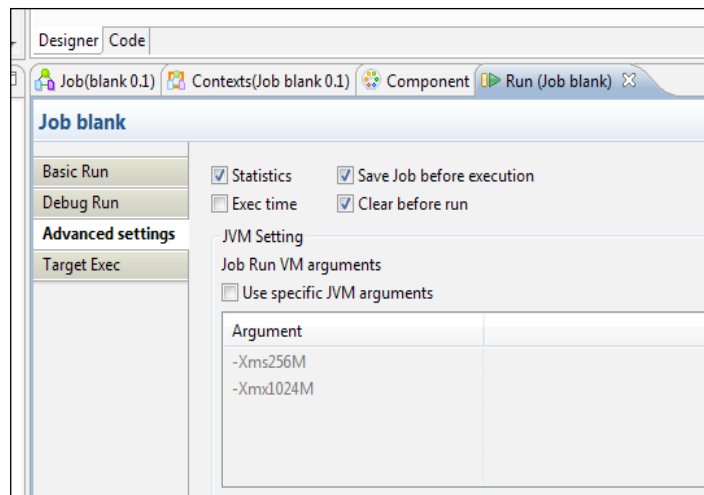 Designer Code
Job(blank 0.1) Contexts(Job blank 0.1) Component Run (Job blank)
Job blank
Basic Run
Debug Run
Advanced settings
Target Exec
Statistics Save Job before execution
Exec time Clear before run
JVM Setting
Job Run VM arguments
Use specific JVM arguments
Argument
-Xms256M
-Xmx1024M